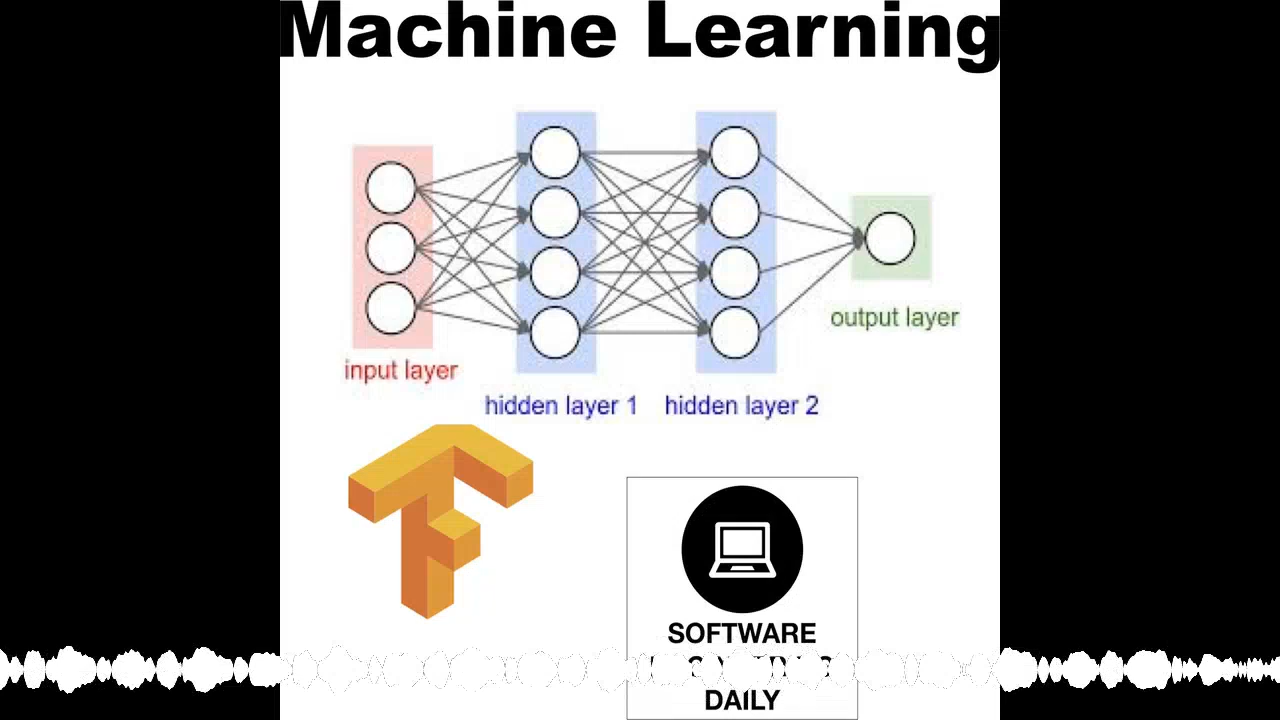 Machine Learning
input layer
hidden layer 1 hidden layer 2
output layer
SOFTWARE
DAILY